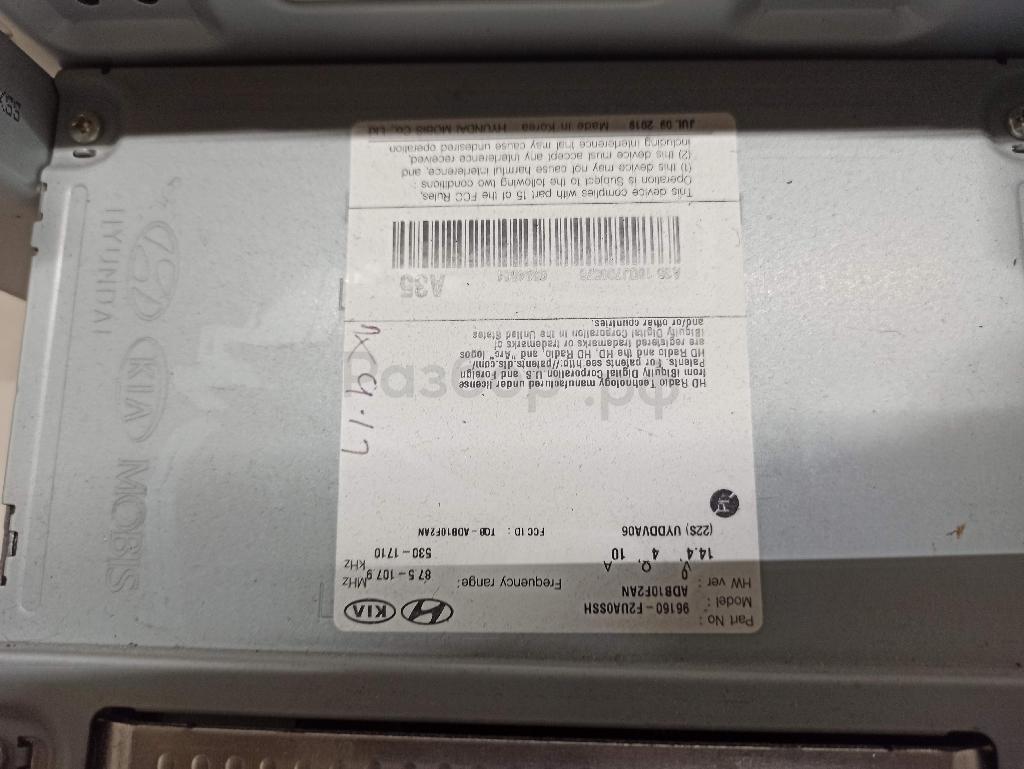 Part No : 96160-F2UA0SSH
Model : ADB10F2AN
HW ver : 0
14.4 V, 4 Ω, 10 A
(22S) UYDDVA06
HYUNDAI
KIA
Frequency range: 87.5-107.9 MHz
530-1710 KHz
FCC ID : TQ8-ADB10F2AN
HD Radio Technology manufactured under license
from iBiquity Digital Corporation U.S. and Foreign
Patents. For patents see http://patents.dts.com/.
HD Radio and the HD, HD Radio, and "Arc" logos
are registered trademarks or trademarks of
iBiquity Digital Corporation in the United States
and/or other countries.
A35
This device complies with part 15 of the FCC Rules,
Operation is Subject to the following two conditions :
(1) this device may not cause harmful interference, and
(2) this device must accept any interference received,
including interference that may cause undesired operation
JUL 09 2019 Made in Korea HYUNDAI MOBIS Co., Ltd
HYUNDAI
KIA MOBIS
Разбор.рф